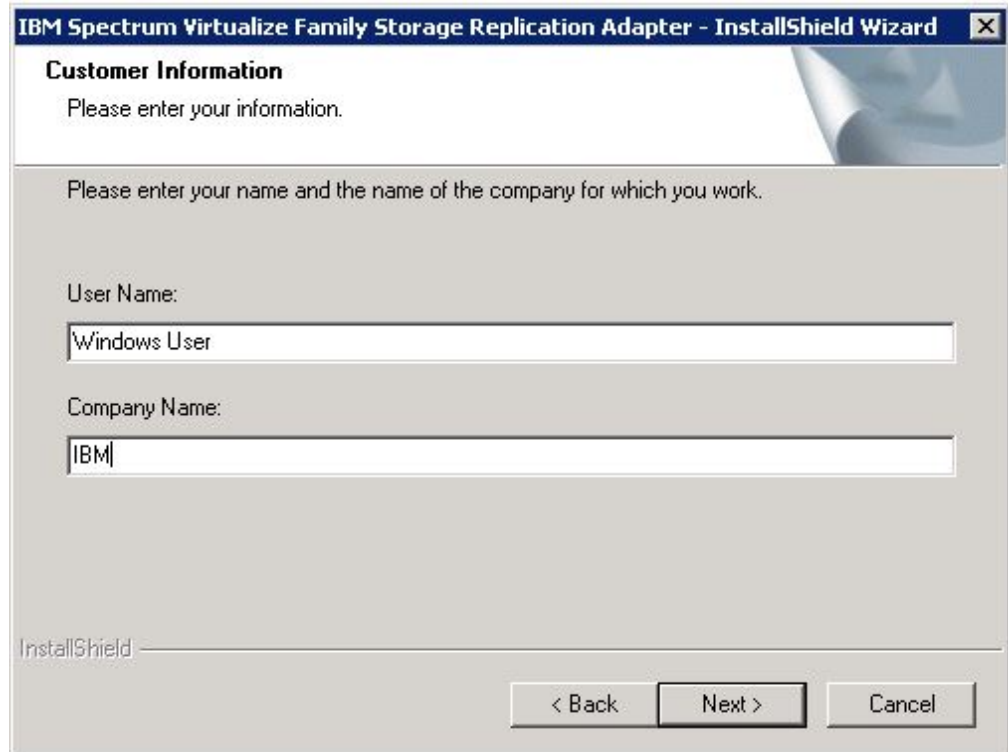 IBM Spectrum Virtualize Family Storage Replication Adapter - InstallShield Wizard
Customer Information
Please enter your information.
Please enter your name and the name of the company for which you work.
User Name:
Windows User
Company Name:
IBM
InstallShield
< Back Next > Cancel